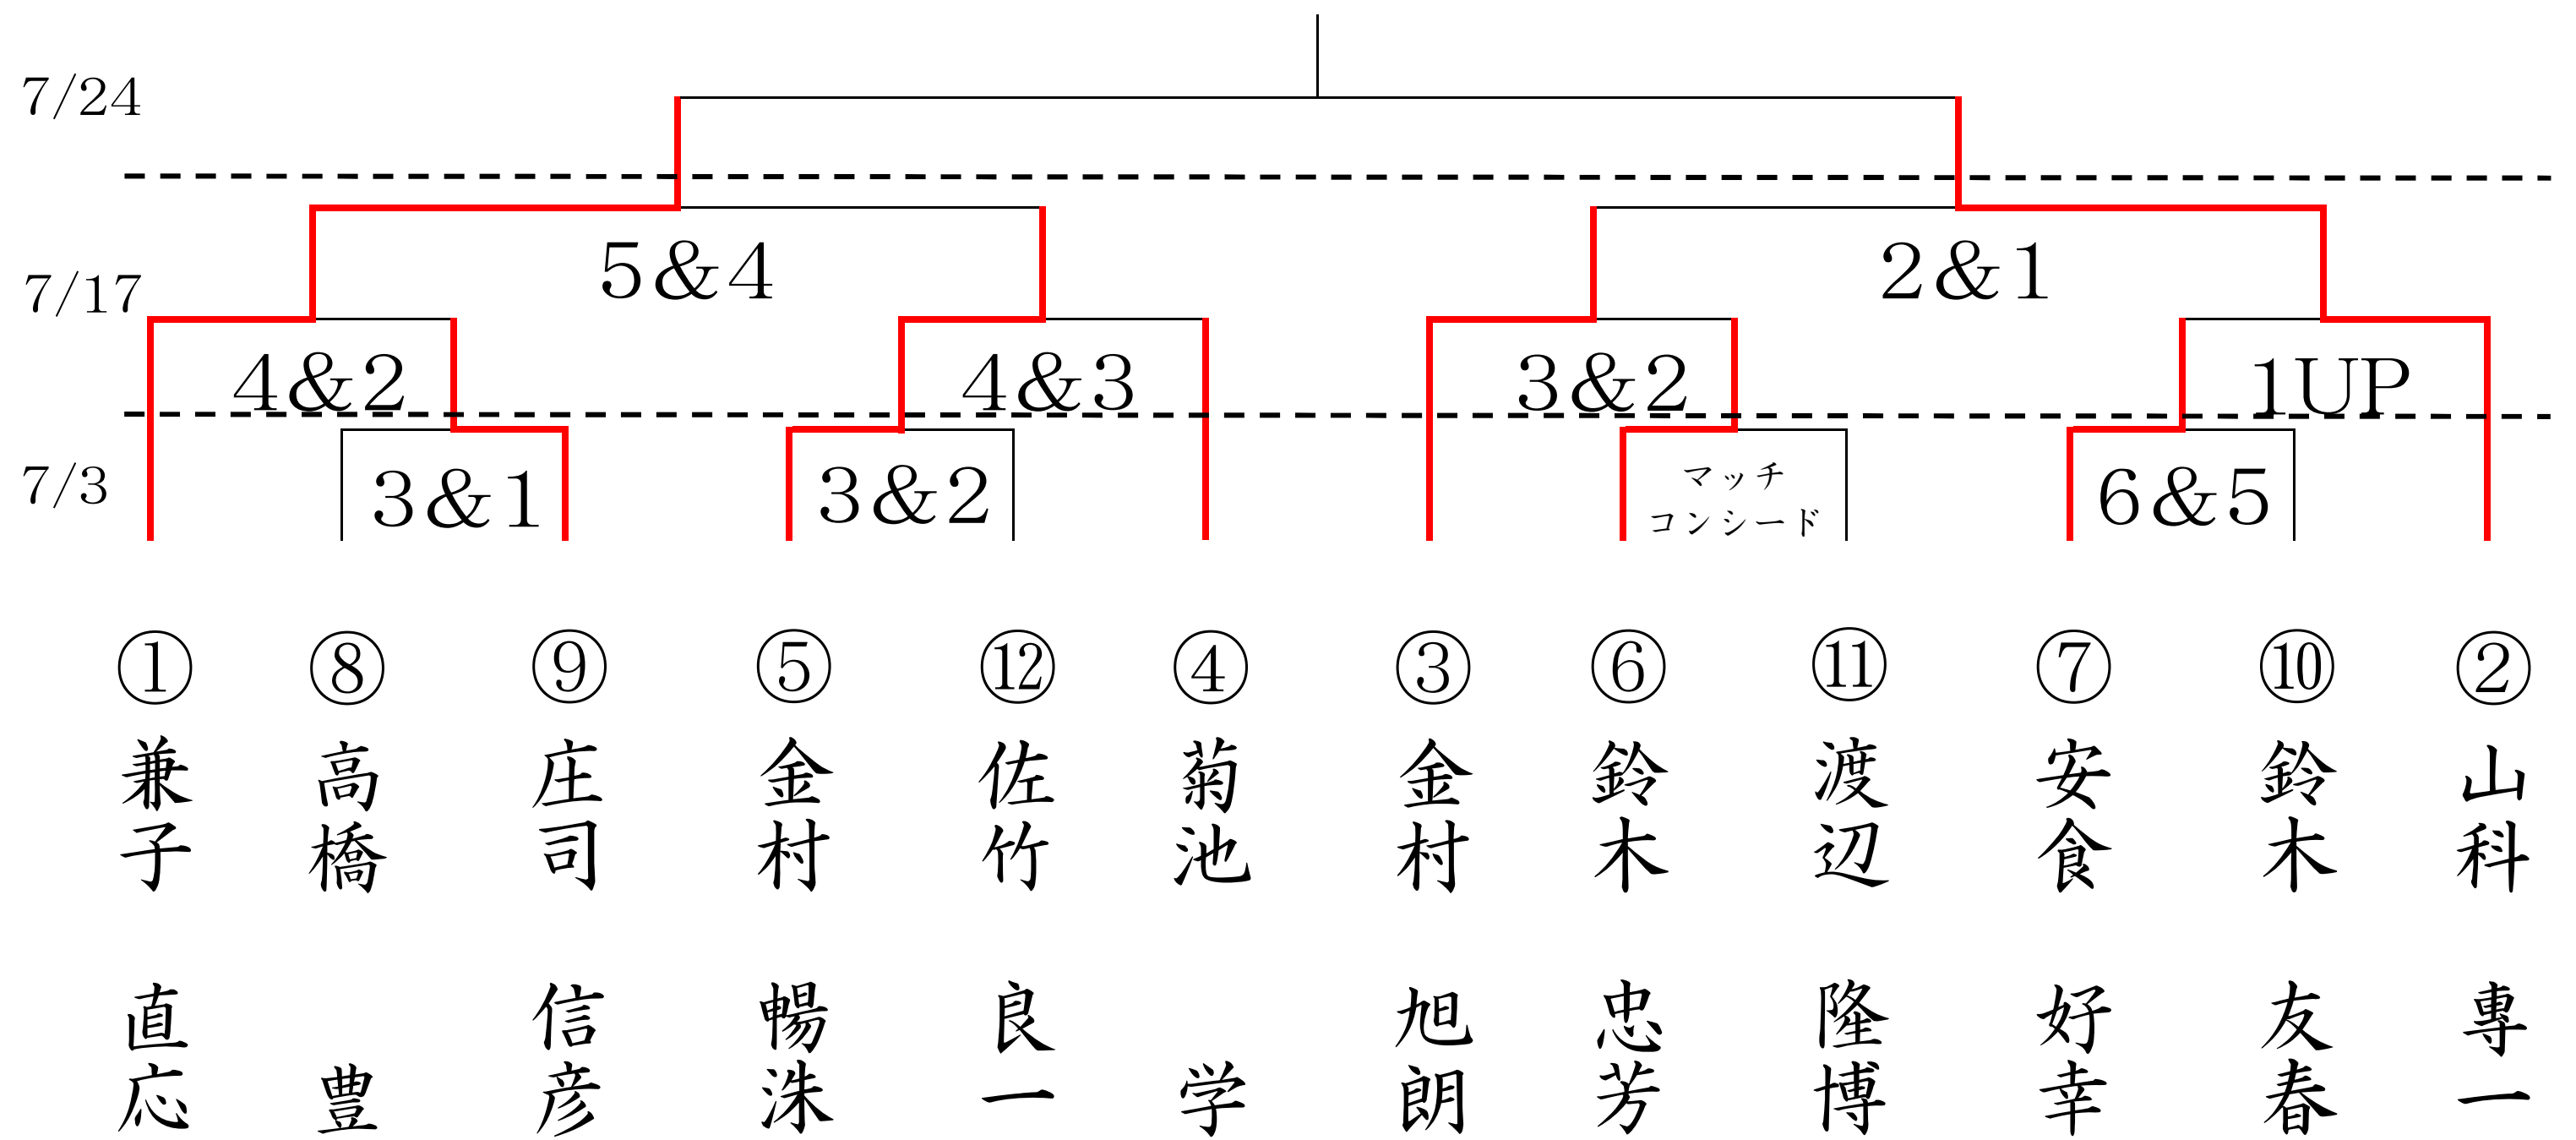 7/24
7/17
5&4
2&1
4&2
4&3
3&2
1UP
7/3
3&1
3&2
マッチ
コンシード
6&5
① 兼子 直応
⑧ 高橋 豊
⑨ 庄司 信彦
⑤ 金村 暢洙
⑫ 佐竹 良一
④ 菊池 学
③ 金村 旭朗
⑥ 鈴木 忠芳
⑪ 渡辺 隆博
⑦ 安食 好幸
⑩ 鈴木 友春
② 山科 專一